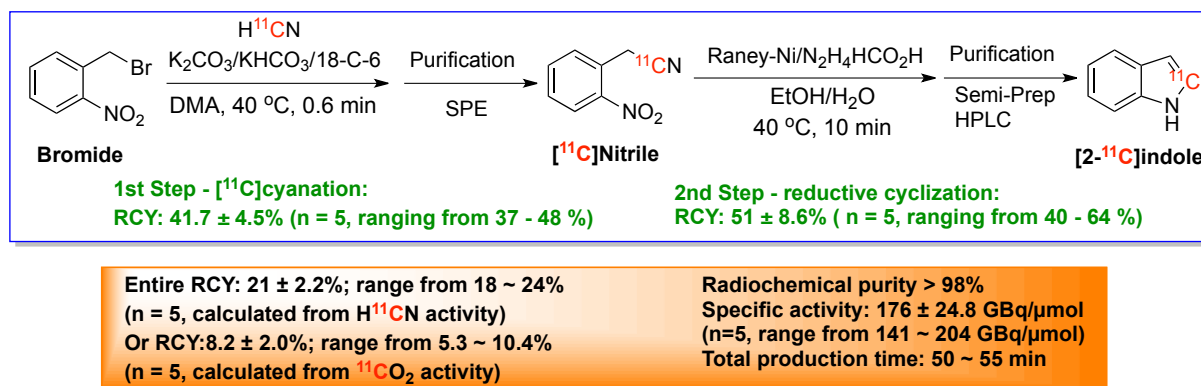 H¹¹CN
K₂CO₃/KHCO₃/18-C-6
DMA, 40 °C, 0.6 min
Br
NO₂
Bromide
Purification
SPE
¹¹CN
NO₂
[¹¹C]Nitrile
Raney-Ni/N₂H₄HCO₂H
EtOH/H₂O
40 °C, 10 min
Purification
Semi-Prep
HPLC
¹¹C
N
H
[2-¹¹C]indole
1st Step - [¹¹C]cyanation:
RCY: 41.7 ± 4.5% (n = 5, ranging from 37 - 48 %)
2nd Step - reductive cyclization:
RCY: 51 ± 8.6% ( n = 5, ranging from 40 - 64 %)
Entire RCY: 21 ± 2.2%; range from 18 ~ 24%
(n = 5, calculated from H¹¹CN activity)
Or RCY:8.2 ± 2.0%; range from 5.3 ~ 10.4%
(n = 5, calculated from ¹¹CO₂ activity)
Radiochemical purity > 98%
Specific activity: 176 ± 24.8 GBq/μmol
(n=5, range from 141 ~ 204 GBq/μmol)
Total production time: 50 ~ 55 min